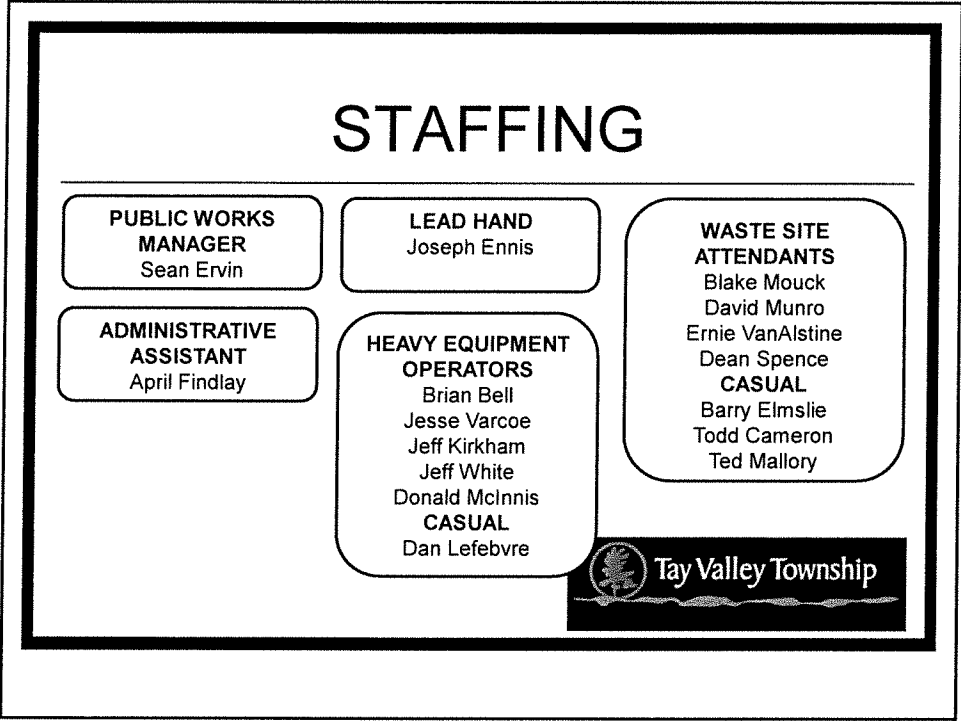 STAFFING
PUBLIC WORKS
MANAGER
Sean Ervin
ADMINISTRATIVE
ASSISTANT
April Findlay
LEAD HAND
Joseph Ennis
HEAVY EQUIPMENT
OPERATORS
Brian Bell
Jesse Varcoe
Jeff Kirkham
Jeff White
Donald McInnis
CASUAL
Dan Lefebvre
WASTE SITE
ATTENDANTS
Blake Mouck
David Munro
Ernie VanAlstine
Dean Spence
CASUAL
Barry Elmslie
Todd Cameron
Ted Mallory
Tay Valley Township